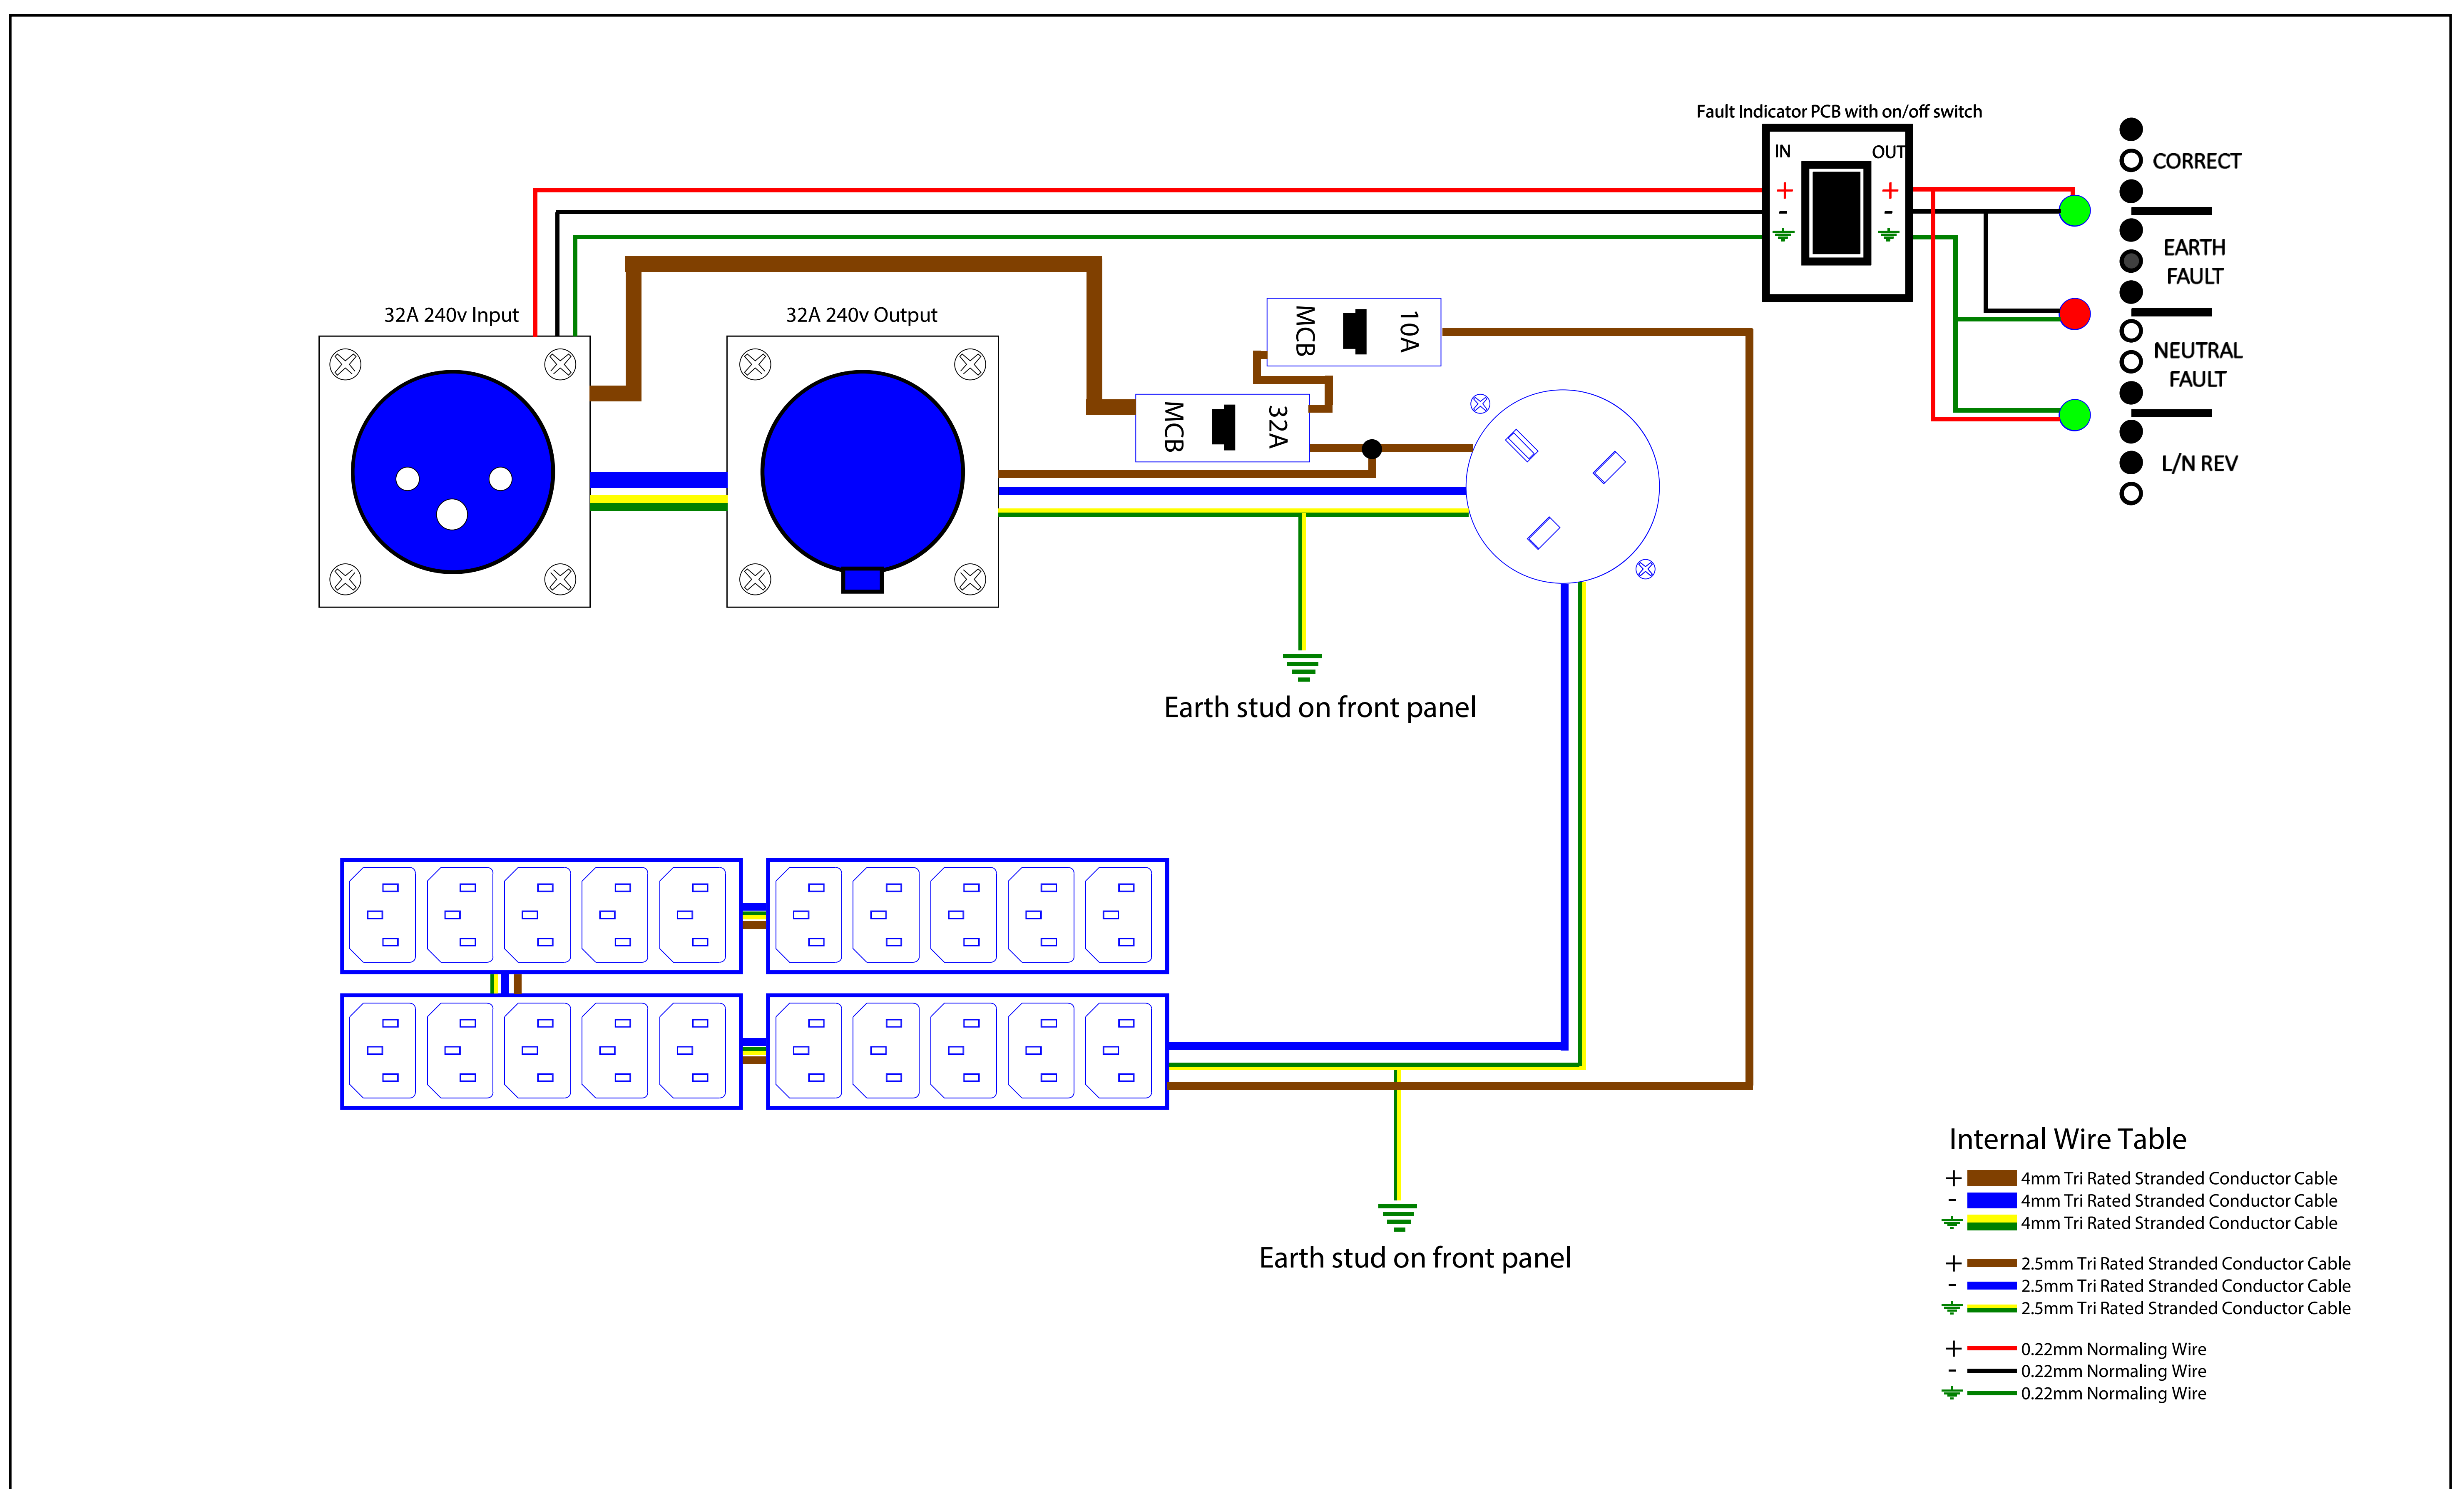 Fault Indicator PCB with on/off switch
IN
OUT
+
+
-
-
CORRECT
EARTH
FAULT
NEUTRAL
FAULT
L/N REV
32A 240v Input
32A 240v Output
MCB
10A
MCB
32A
Earth stud on front panel
Earth stud on front panel
Internal Wire Table
+ 4mm Tri Rated Stranded Conductor Cable
- 4mm Tri Rated Stranded Conductor Cable
4mm Tri Rated Stranded Conductor Cable
+ 2.5mm Tri Rated Stranded Conductor Cable
- 2.5mm Tri Rated Stranded Conductor Cable
2.5mm Tri Rated Stranded Conductor Cable
+ 0.22mm Normaling Wire
- 0.22mm Normaling Wire
0.22mm Normaling Wire